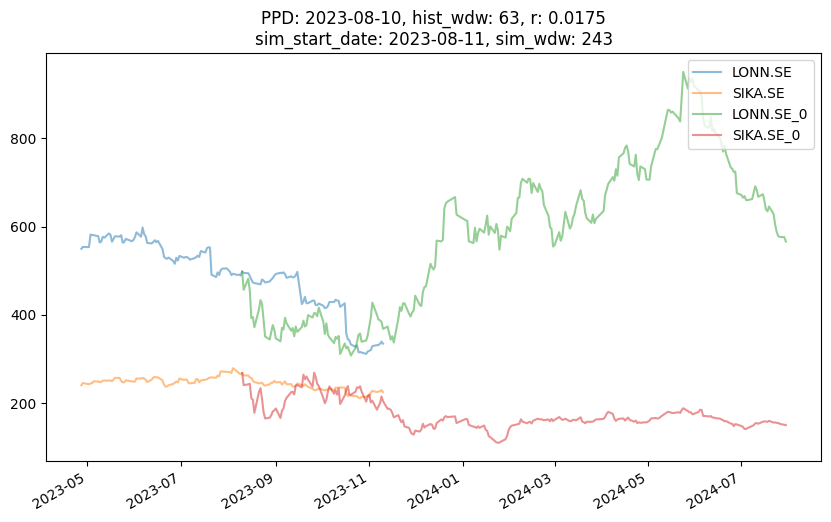 PPD: 2023-08-10, hist_wdw: 63, r: 0.0175
sim_start_date: 2023-08-11, sim_wdw: 243
LONN.SE
SIKA.SE
LONN.SE_0
SIKA.SE_0
800
600
400
200
2023-05
2023-07
2023-09
2023-11
2024-01
2024-03
2024-05
2024-07